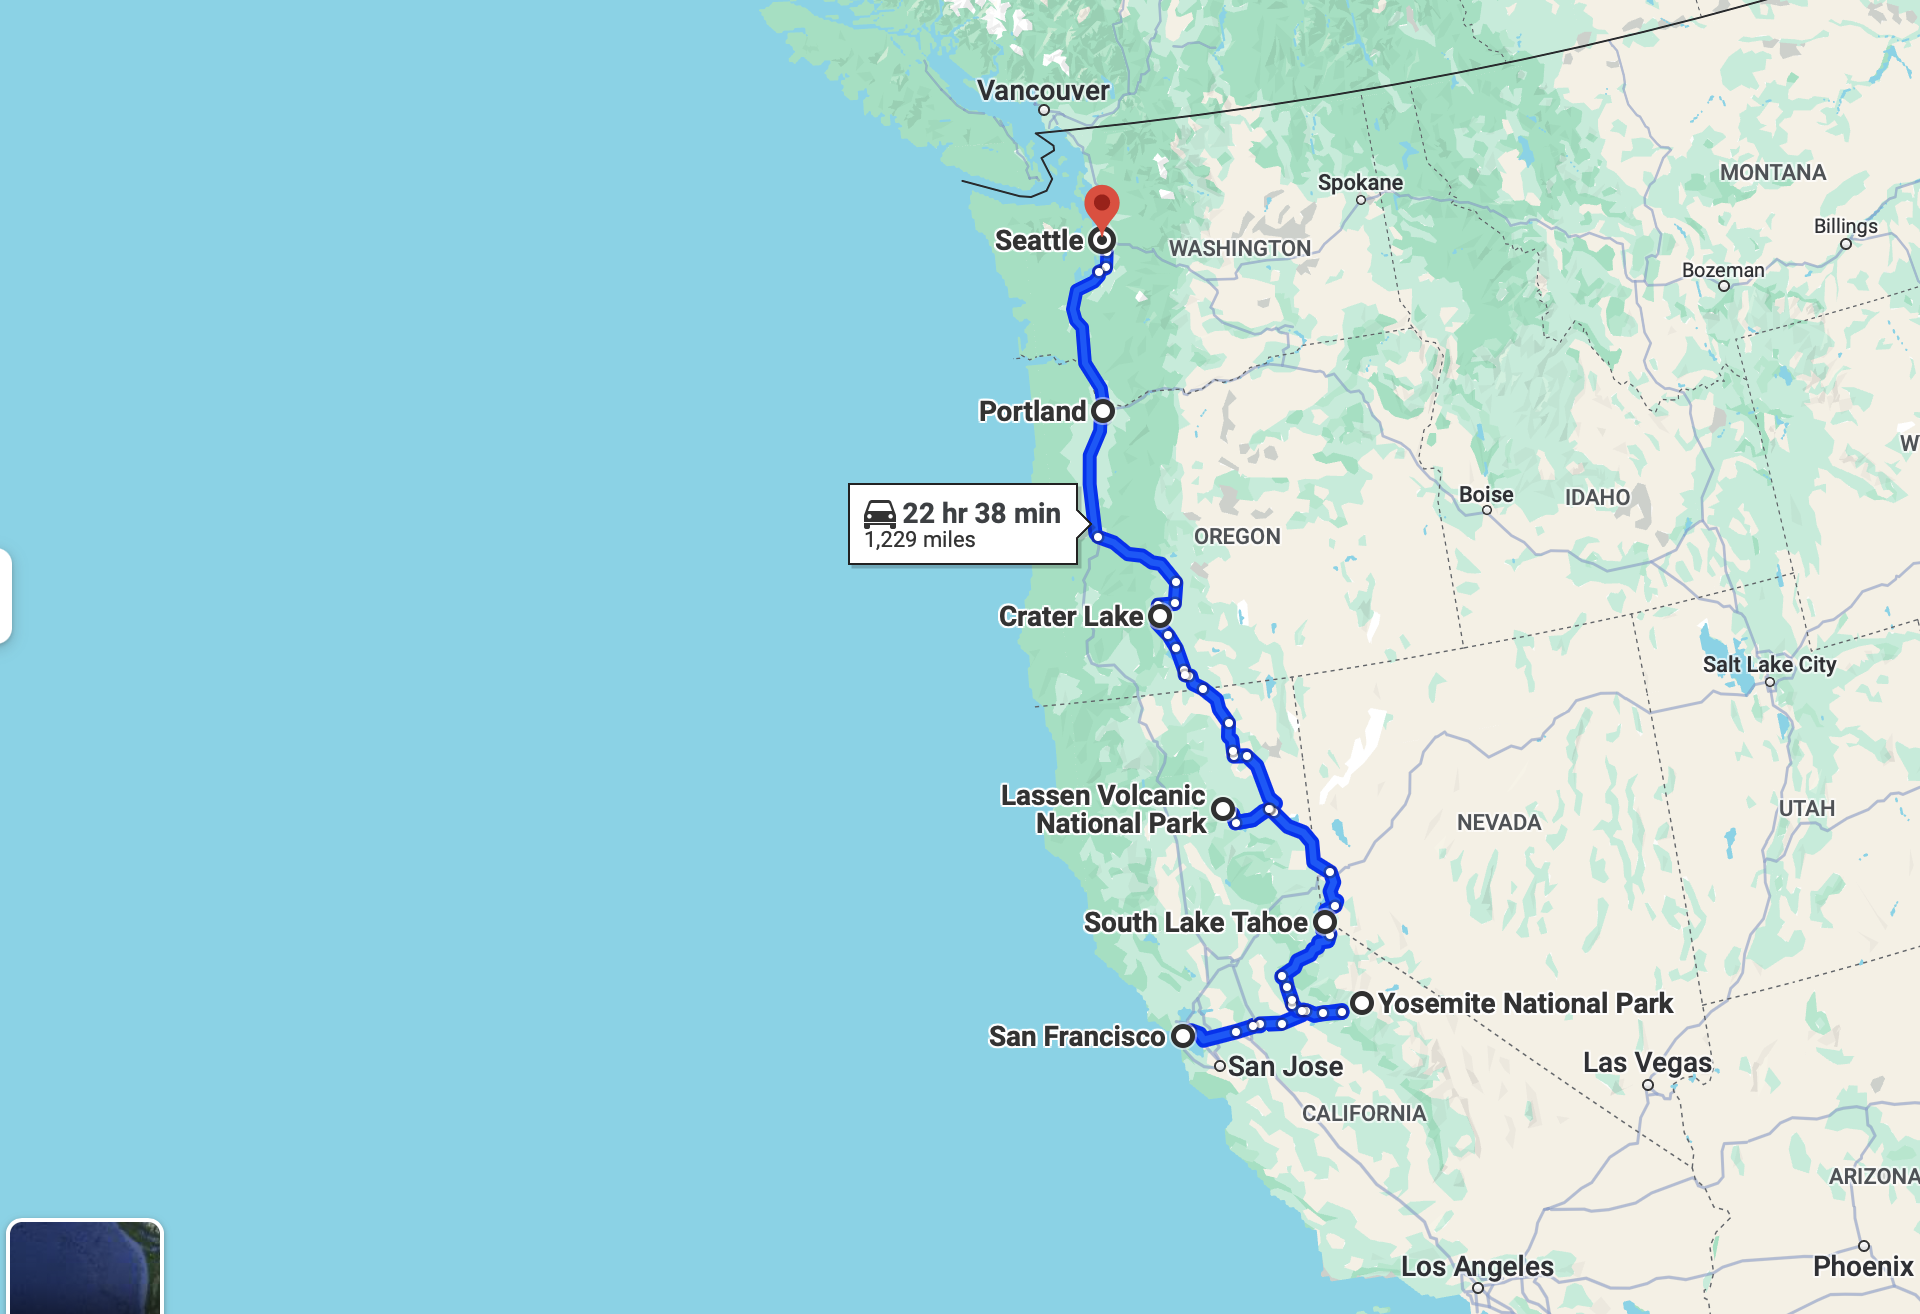 Vancouver
Spokane
MONTANA
Billings
Seattle
WASHINGTON
Bozeman
Portland
W
Boise
IDAHO
22 hr 38 min
1,229 miles
OREGON
Crater Lake
Salt Lake City
Lassen Volcanic
National Park
NEVADA
UTAH
South Lake Tahoe
Yosemite National Park
San Francisco
San Jose
Las Vegas
CALIFORNIA
ARIZONA
Los Angeles
Phoenix